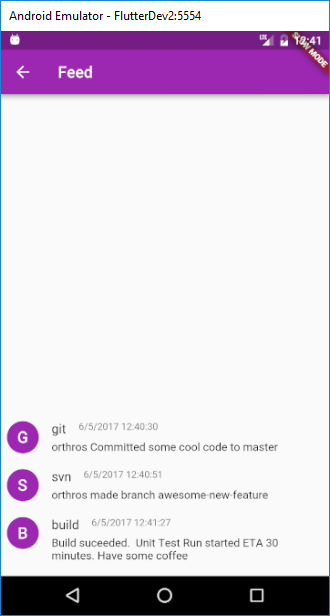 Android Emulator - FlutterDev2:5554
LTE 12:41
SLOW MODE
Feed
G git 6/5/2017 12:40:30
orthros Committed some cool code to master
S svn 6/5/2017 12:40:51
orthros made branch awesome-new-feature
B build 6/5/2017 12:41:27
Build suceeded. Unit Test Run started ETA 30
minutes. Have some coffee